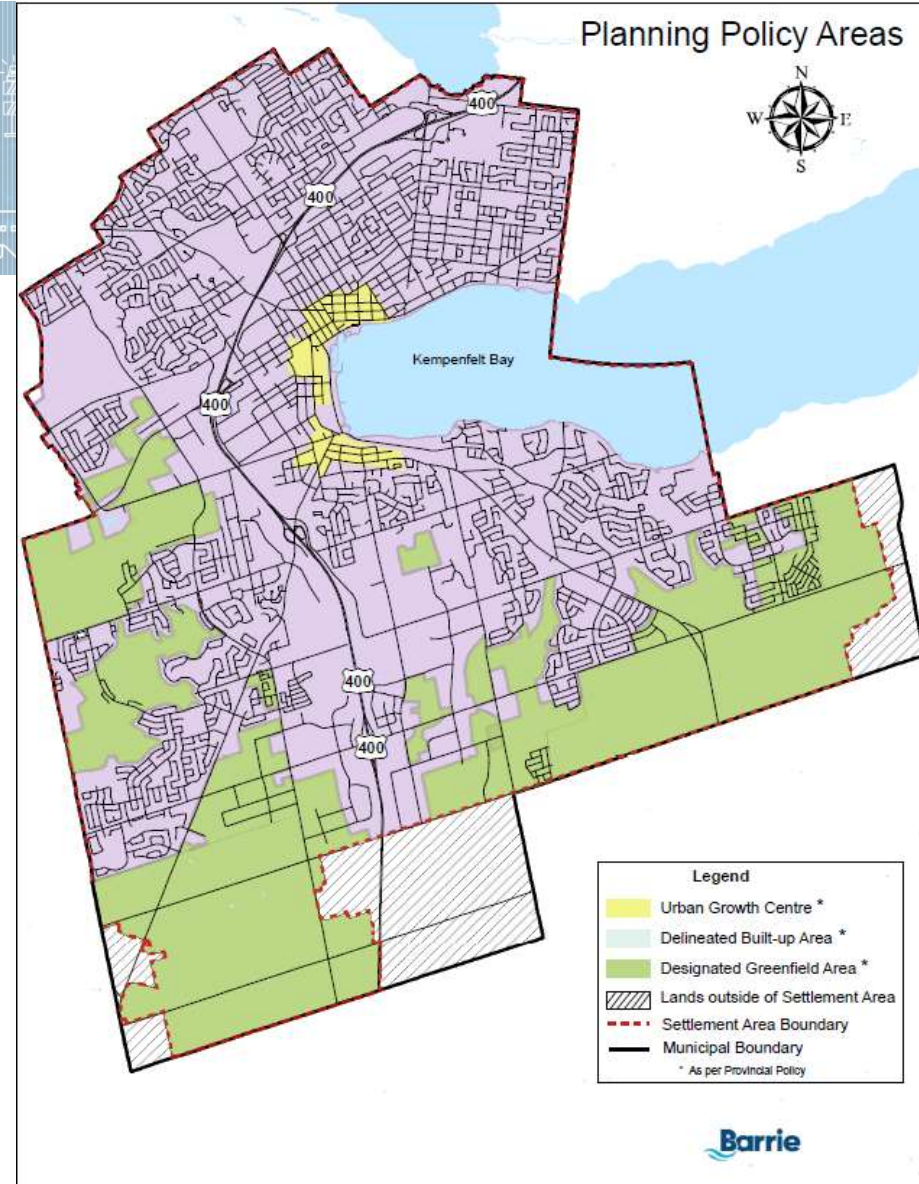 Planning Policy Areas
N
W E
S
400
400
Kempenfelt Bay
400
400
400
Legend
Urban Growth Centre *
Delineated Built-up Area *
Designated Greenfield Area *
Lands outside of Settlement Area
Settlement Area Boundary
Municipal Boundary
* As per Provincial Policy
Barrie